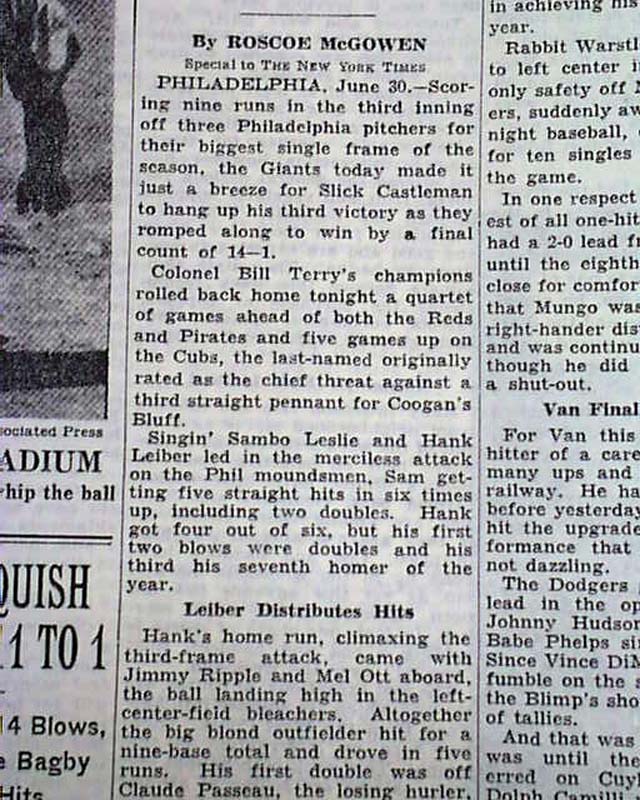 By ROSCOE McGOWEN
Special to THE NEW YORK TIMES
PHILADELPHIA, June 30.—Scor-
ing nine runs in the third inning
off three Philadelphia pitchers for
their biggest single frame of the
season, the Giants today made it
just a breeze for Slick Castleman
to hang up his third victory as they
romped along to win by a final
count of 14—1.
Colonel Bill Terry's champions
rolled back home tonight a quartet
of games ahead of both the Reds
and Pirates and five games up on
the Cubs, the last-named originally
rated as the chief threat against a
third straight pennant for Coogan's
Bluff.
Singin' Sambo Leslie and Hank
Leiber led in the merciless attack
on the Phil moundsmen, Sam get-
ting five straight hits in six times
up, including two doubles. Hank
got four out of six, but his first
two blows were doubles and his
third his seventh homer of the
year.
Leiber Distributes Hits
Hank's home run, climaxing the
third-frame attack, came with
Jimmy Ripple and Mel Ott aboard,
the ball landing high in the left-
center-field bleachers. Altogether
the big blond outfielder hit for a
nine-base total and drove in five
runs. His first double was off
Claude Passeau, the losing hurler,
sociated Press
ADIUM
hip the ball
QUISH
11 TO 1
14 Blows,
e Bagby
Hits
in achieving his
year.
Rabbit Warstl
to left center i
only safety off
ers, suddenly aw
night baseball,
for ten singles
the game.
In one respect
est of all one-hit
had a 2-0 lead fr
until the eighth
close for comfor
that Mungo was
right-hander dis
and was continu
though he did
a shut-out.
Van Final
For Van this
hitter of a care
many ups and
railway. He ha
before yesterday
hit the upgrade
formance that
not dazzling.
The Dodgers
lead in the op
Johnny Hudson
Babe Phelps si
Since Vince DiM
fumble on the s
the Blimp's sho
of tallies.
And that was
was until the
erred on Cuy
Dolph Camilli